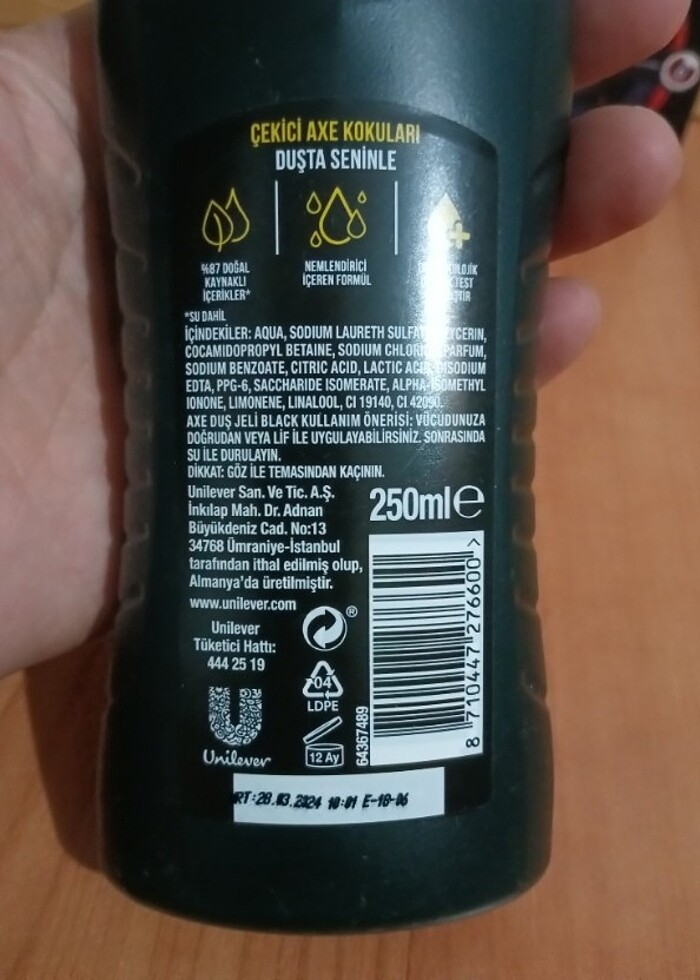 ÇEKİCİ AXE KOKULARI
DUŞTA SENİNLE
%87 DOĞAL
KAYNAKLI
İÇERİKLER*
NEMLENDİRİCİ
İÇEREN FORMÜL
*SU DAHİL
İÇİNDEKİLER: AQUA, SODIUM LAURETH
COCAMIDOPROPYL BETAINE, SODIUM PARFUM,
SODIUM BENZOATE, CITRIC ACID, LACTIC DISODIUM
EDTA, PPG-6, SACCHARIDE ISOMERATE, ALPHA-ISOMETHYL
IONONE, LIMONENE, LINALOOL, CI 19140, CI 42090.
AXE DUŞ JELİ BLACK KULLANIM ÖNERİSİ: VÜCUDUNUZA
DOĞRUDAN VEYA LİF İLE UYGULAYABİLİRSİNİZ. SONRASINDA
SU İLE DURULAYIN.
DİKKAT: GÖZ İLE TEMASINDAN KAÇININ.
Unilever San. Ve Tic. A.Ş.
İnkılap Mah. Dr. Adnan
Büyükdeniz Cad. No:13
34768 Ümraniye-İstanbul
tarafından ithal edilmiş olup,
Almanya'da üretilmiştir.
www.unilever.com
250ml e
Unilever
Tüketici Hattı:
444 25 19
®
04
LDPE
12 Ay
Unilever
64367489
8 710447 276600 >
RT:28.03.2024 10:01 E-18-06